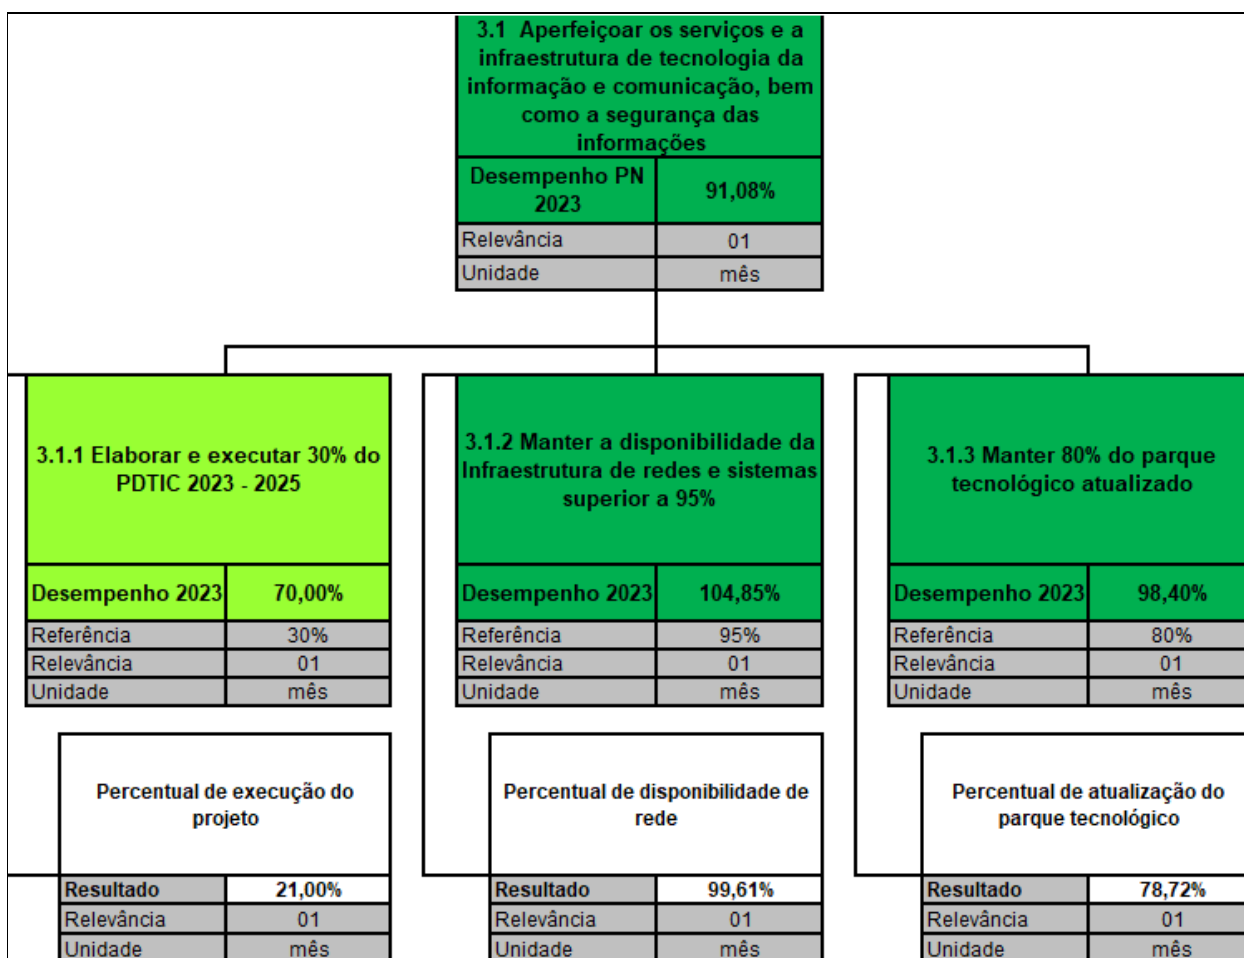 3.1  Aperfeiçoar os serviços e a
infraestrutura de tecnologia da
informação e comunicação, bem
como a segurança das
informações
Desempenho PN
2023
91,08%
Relevância 01
Unidade mês
3.1.1 Elaborar e executar 30% do
PDTIC 2023 - 2025
Desempenho 2023 70,00%
Referência 30%
Relevância 01
Unidade mês
Percentual de execução do
projeto
Resultado 21,00%
Relevância 01
Unidade mês
3.1.2 Manter a disponibilidade da
Infraestrutura de redes e sistemas
superior a 95%
Desempenho 2023 104,85%
Referência 95%
Relevância 01
Unidade mês
Percentual de disponibilidade de
rede
Resultado 99,61%
Relevância 01
Unidade mês
3.1.3 Manter 80% do parque
tecnológico atualizado
Desempenho 2023 98,40%
Referência 80%
Relevância 01
Unidade mês
Percentual de atualização do
parque tecnológico
Resultado 78,72%
Relevância 01
Unidade mês